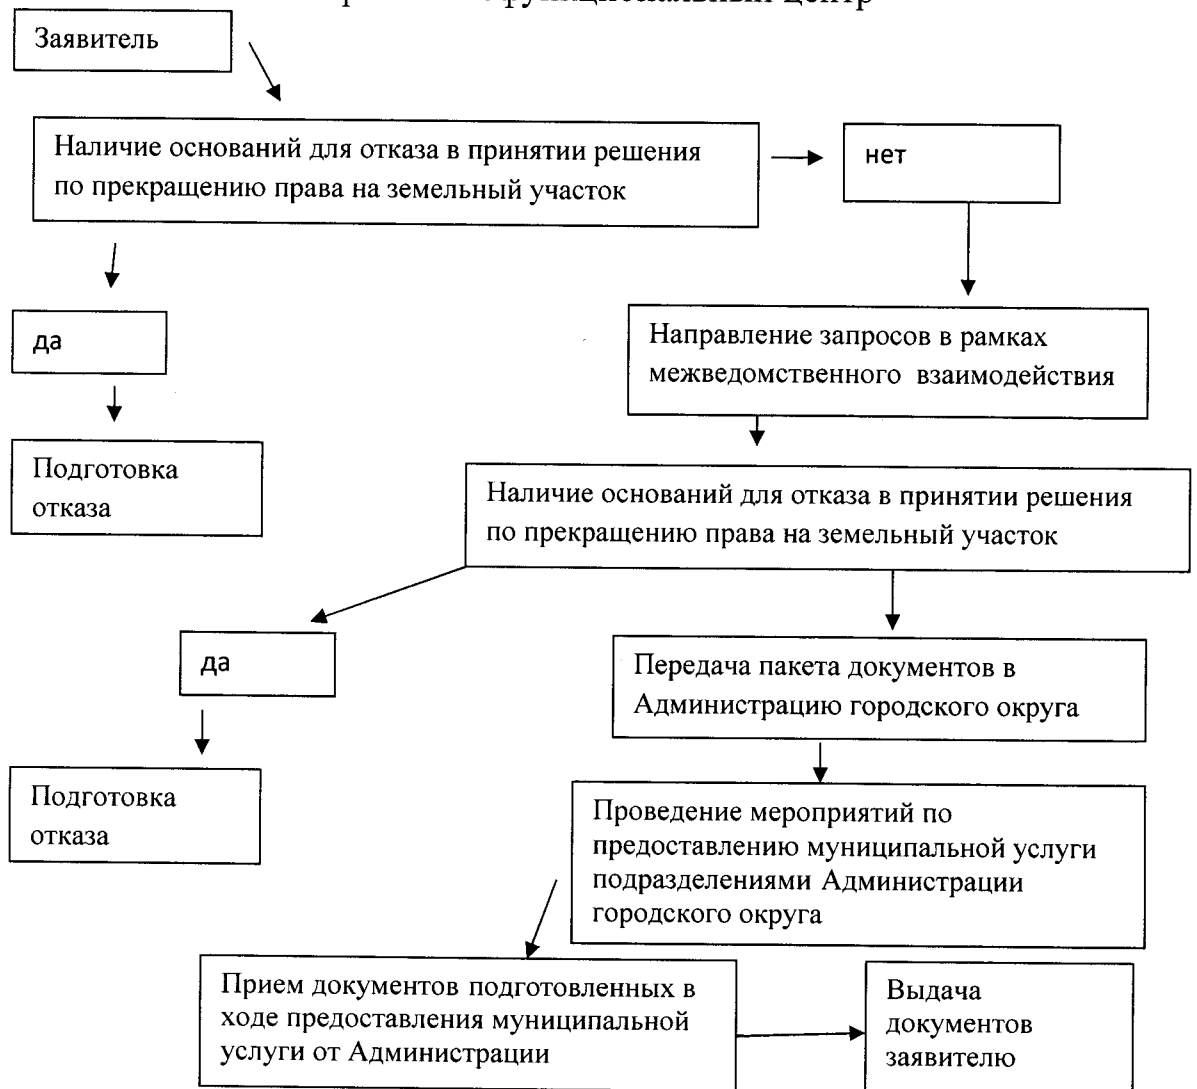 функциональный центр
Заявитель
Наличие оснований для отказа в принятии решения
по прекращению права на земельный участок
нет
да
Направление запросов в рамках
межведомственного взаимодействия
Подготовка
отказа
Наличие оснований для отказа в принятии решения
по прекращению права на земельный участок
да
Передача пакета документов в
Администрацию городского округа
Подготовка
отказа
Проведение мероприятий по
предоставлению муниципальной услуги
подразделениями Администрации
городского округа
Прием документов подготовленных в
ходе предоставления муниципальной
услуги от Администрации
Выдача
документов
заявителю